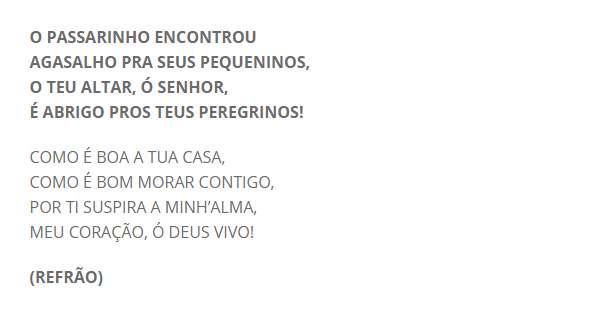 O PASSARINHO ENCONTROU
AGASALHO PRA SEUS PEQUENINOS,
O TEU ALTAR, Ó SENHOR,
É ABRIGO PROS TEUS PEREGRINOS!
COMO É BOA A TUA CASA,
COMO É BOM MORAR CONTIGO,
POR TI SUSPIRA A MINH’ALMA,
MEU CORAÇÃO, Ó DEUS VIVO!
(REFRÃO)